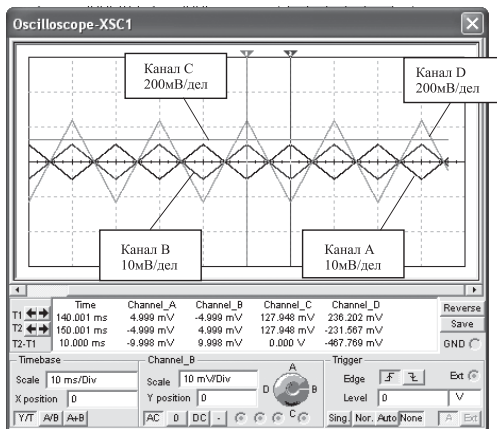 Oscilloscope-XSC1
Канал С
200мВ/дел
Канал D
200мВ/дел
Канал В
10мВ/дел
Канал А
10мВ/дел
Time Channel_A Channel_B Channel_C Channel_D
T1 140.001 ms 4.999 mV -4.999 mV 127.948 mV 236.202 mV
T2 150.001 ms -4.999 mV 4.999 mV 127.948 mV -231.567 mV
T2-T1 10.000 ms -9.998 mV 9.998 mV 0.000 V -467.769 mV
Reverse
Save
GND
Timebase
Scale 10 ms/Div
X position 0
Y/T A/B A+B
Channel_B
Scale 10 mV/Div
Y position 0
AC 0 DC -
A
B
C
D
Trigger
Edge Ext
Level 0 V
Sing. Nor. Auto None A Ext